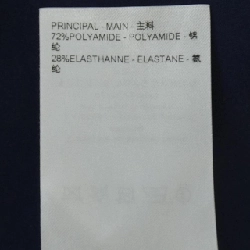 PRINCIPAL - MAIN - 主料
72%POLYAMIDE - POLYAMIDE - 锦
纶
28%ELASTHANNE - ELASTANE - 氨
纶